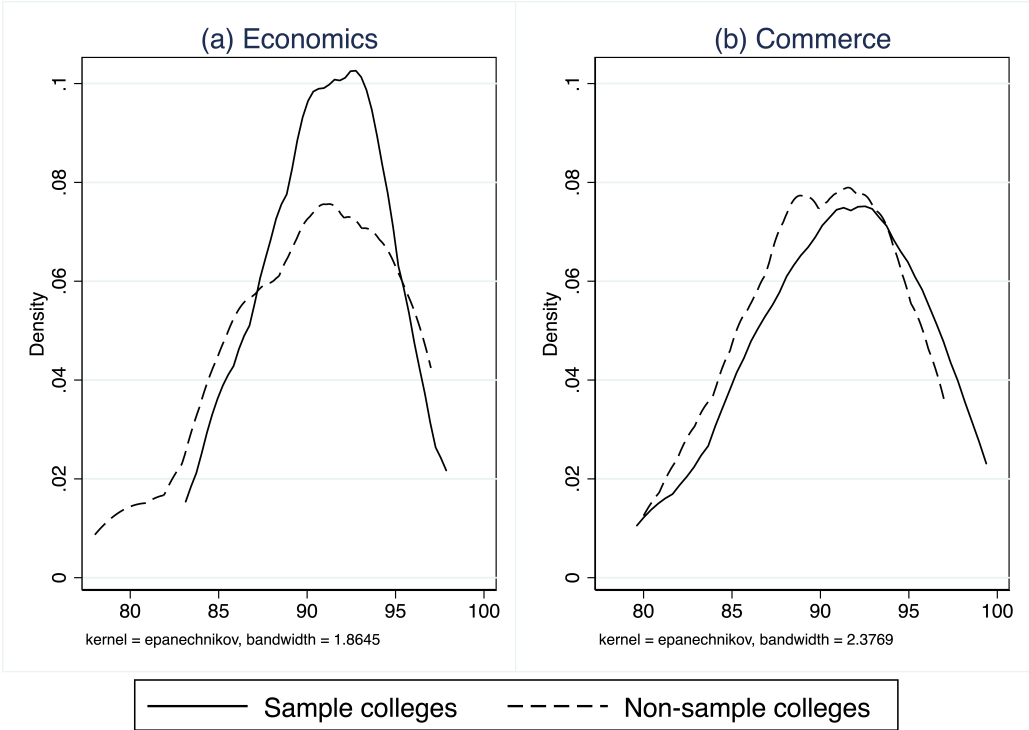 (a) Economics
Density
0
.02
.04
.06
.08
.1
80 85 90 95 100
kernel = epanechnikov, bandwidth = 1.8645
(b) Commerce
Density
0
.02
.04
.06
.08
.1
80 85 90 95 100
kernel = epanechnikov, bandwidth = 2.3769
Sample colleges Non-sample colleges